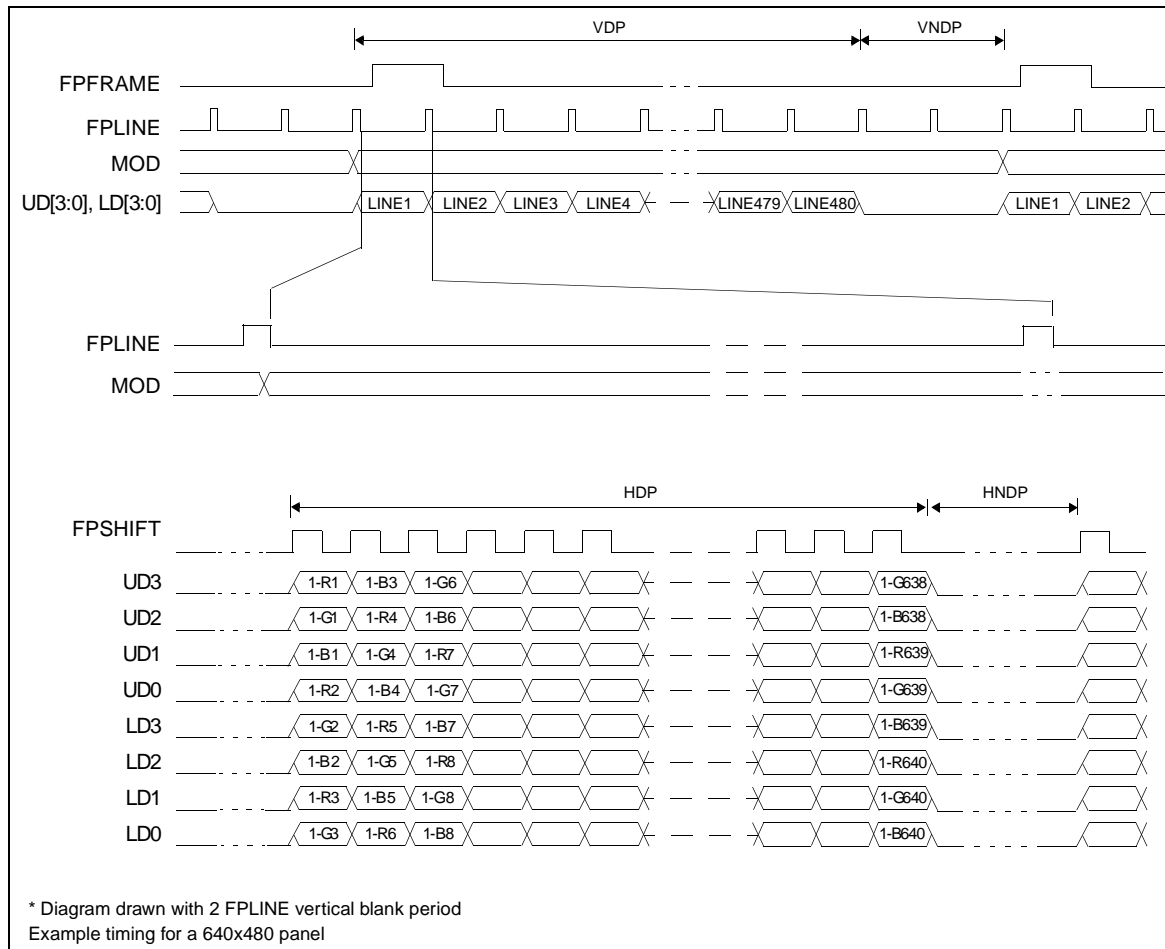 VDP VNDP
FPFRAME
FPLINE
MOD
UD[3:0], LD[3:0] LINE1 LINE2 LINE3 LINE4 LINE479 LINE480 LINE1 LINE2
FPLINE
MOD
HDP HNDP
FPSHIFT
UD3 1-R1 1-B3 1-G6 1-G638
UD2 1-G1 1-R4 1-B6 1-B638
UD1 1-B1 1-G4 1-R7 1-R639
UD0 1-R2 1-B4 1-G7 1-G639
LD3 1-G2 1-R5 1-B7 1-B639
LD2 1-B2 1-G5 1-R8 1-R640
LD1 1-R3 1-B5 1-G8 1-G640
LD0 1-G3 1-R6 1-B8 1-B640
* Diagram drawn with 2 FPLINE vertical blank period
Example timing for a 640x480 panel